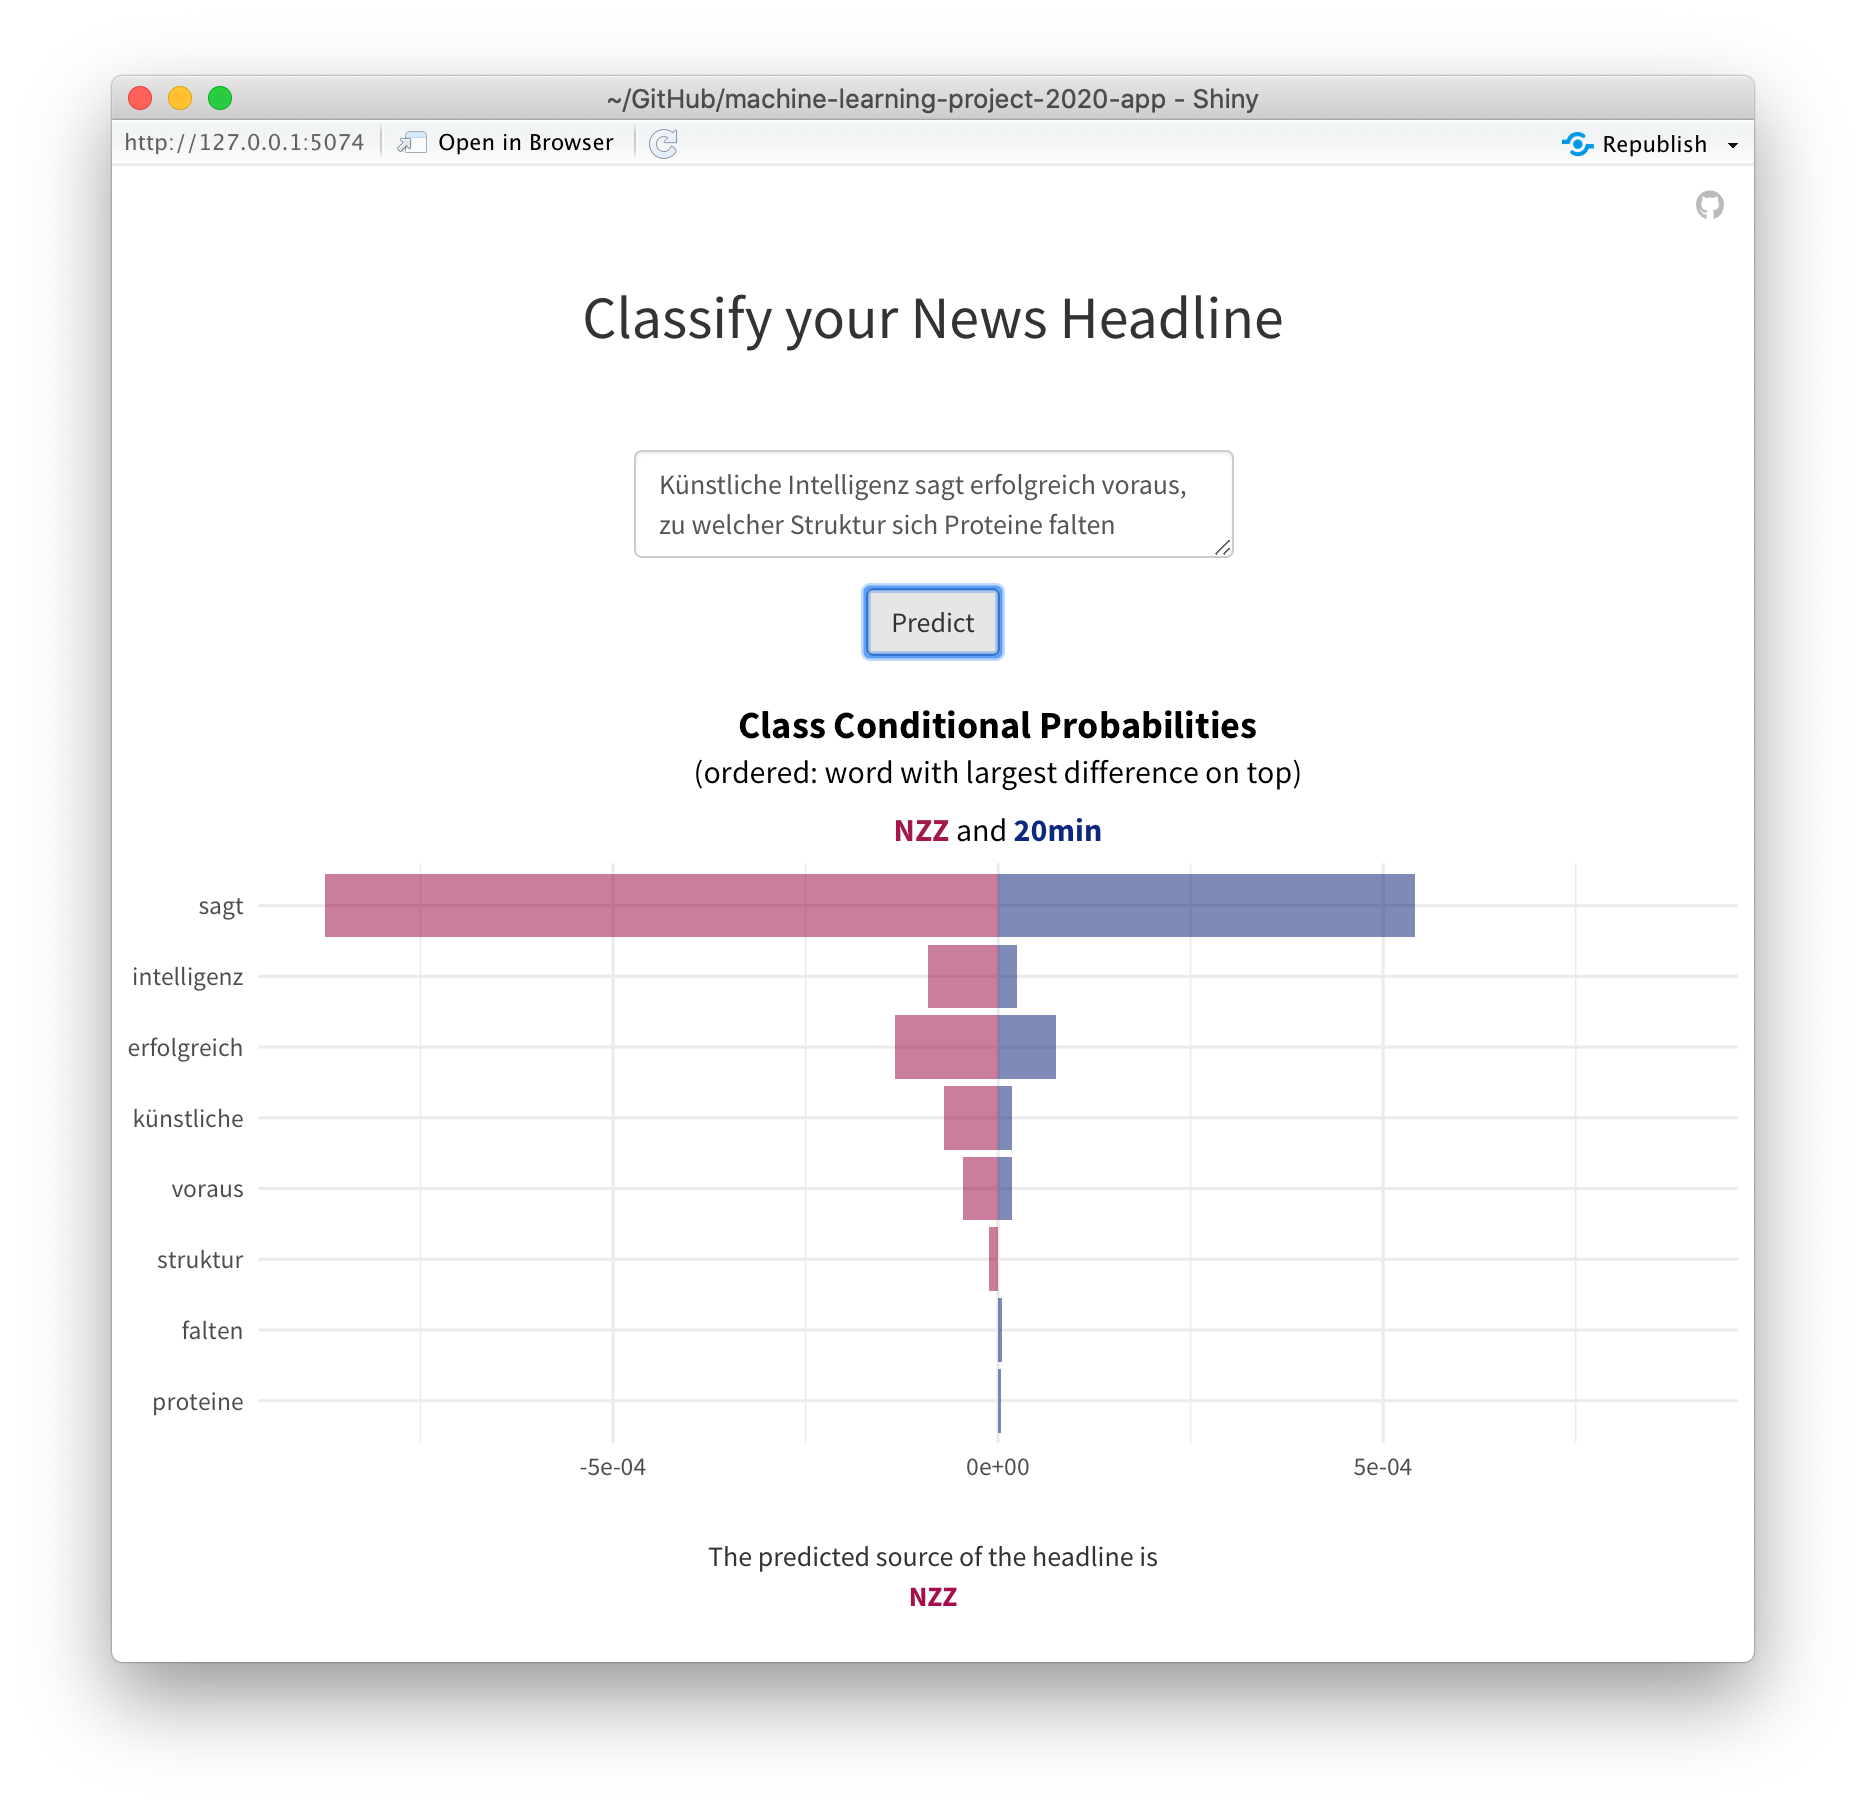 ~/GitHub/machine-learning-project-2020-app - Shiny
http://127.0.0.1:5074 Open in Browser Republish
Classify your News Headline
Künstliche Intelligenz sagt erfolgreich voraus,
zu welcher Struktur sich Proteine falten
Predict
Class Conditional Probabilities
(ordered: word with largest difference on top)
NZZ and 20min
sagt
intelligenz
erfolgreich
künstliche
voraus
struktur
falten
proteine
-5e-04 0e+00 5e-04
The predicted source of the headline is
NZZ